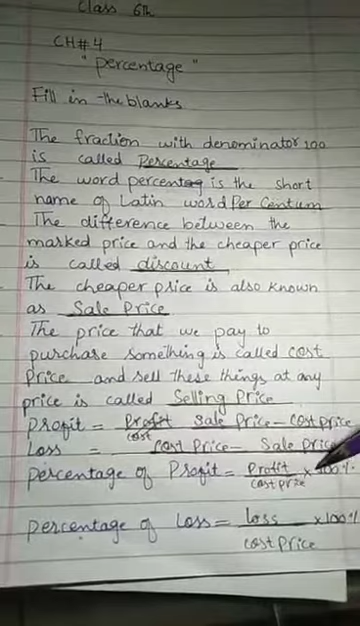 Class 6th
CH#4
"Percentage"
Fill in the blanks
The fraction with denominator 100
is called Percentage
The word percentag is the short
name of Latin word Per Centum
The difference between the
marked price and the cheaper price
is called discount
The cheaper price is also known
as Sale Price
The price that we pay to
purchase something is called cost
Price and sell these things at any
price is called Selling Price
Profit = Sale Price - cost price
Loss = cost Price - Sale Price
percentage of Profit = Profit / cost price × 100%
percentage of Loss = Loss / cost Price × 100%